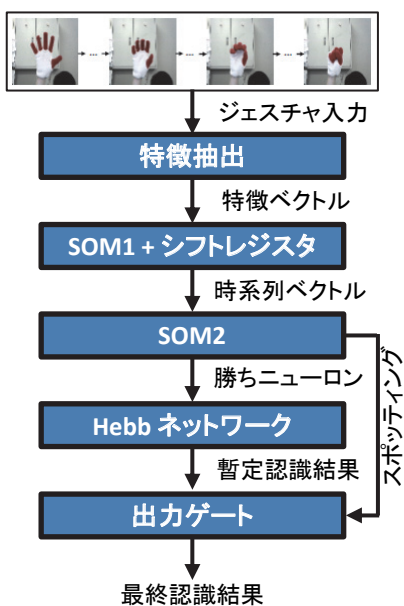 ジェスチャ入力
特徴抽出
特徴ベクトル
SOM1 + シフトレジスタ
時系列ベクトル
SOM2
勝ちニューロン
スポッティング
Hebb ネットワーク
暫定認識結果
出力ゲート
最終認識結果